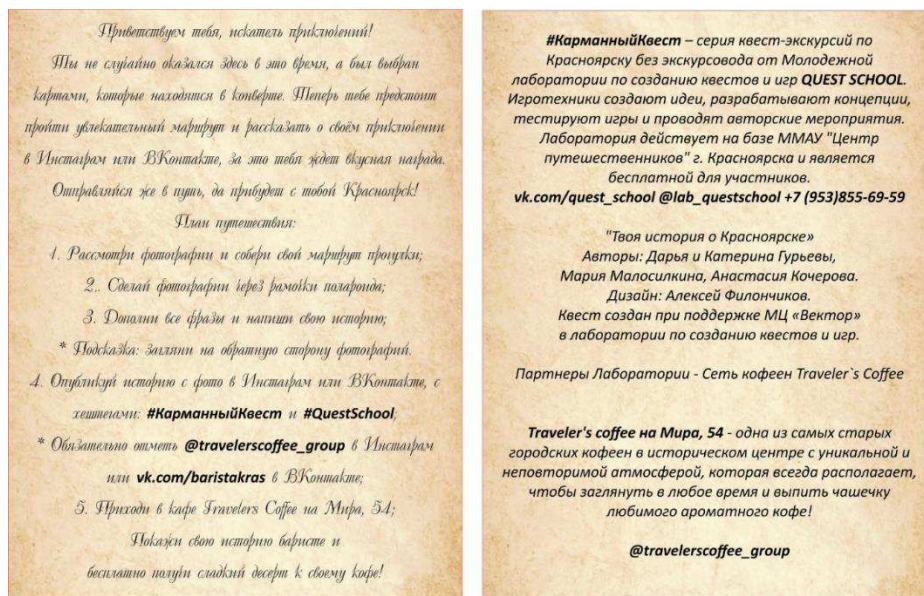 Приветствуем тебя, искатель приключений!
Ты не случайно оказался здесь в это время, а был выбран
картами, которые находятся в конверте. Теперь тебе предстоит
пройти увлекательный маршрут и рассказать о своём приключении
в Инстаграм или ВКонтакте, за это тебя ждет вкусная награда.
Отправляйся же в путь, да прибудет с тобой Красноярск!
План путешествия:
1. Рассмотри фотографии и собери свой маршрут прогулки;
2.. Сделай фотографии через рамочки полароида;
3. Дополни все фразы и напиши свою историю;
* Подсказка: загляни на обратную сторону фотографий.
4. Опубликуй историю с фото в Инстаграм или ВКонтакте, с
хештегами: #КарманныйКвест и #QuestSchool;
* Обязательно отметь @travelerscoffee_group в Инстаграм
или vk.com/baristakras в ВКонтакте;
5. Приходи в кафе Travelers Coffee на Мира, 54;
Покажи свою историю баристе и
бесплатно получи сладкий десерт к своему кофе!
#КарманныйКвест – серия квест-экскурсий по
Красноярску без экскурсовода от Молодежной
лаборатории по созданию квестов и игр QUEST SCHOOL.
Игротехники создают идеи, разрабатывают концепции,
тестируют игры и проводят авторские мероприятия.
Лаборатория действует на базе ММАУ "Центр
путешественников" г. Красноярска и является
бесплатной для участников.
vk.com/quest_school @lab_questschool +7 (953)855-69-59
"Твоя история о Красноярске»
Авторы: Дарья и Катерина Гурьевы,
Мария Малосилкина, Анастасия Кочерова.
Дизайн: Алексей Филончиков.
Квест создан при поддержке МЦ «Вектор»
в лаборатории по созданию квестов и игр.
Партнеры Лаборатории - Сеть кофеен Traveler`s Coffee
Traveler's coffee на Мира, 54 - одна из самых старых
городских кофеен в историческом центре с уникальной и
неповторимой атмосферой, которая всегда располагает,
чтобы заглянуть в любое время и выпить чашечку
любимого ароматного кофе!
@travelerscoffee_group